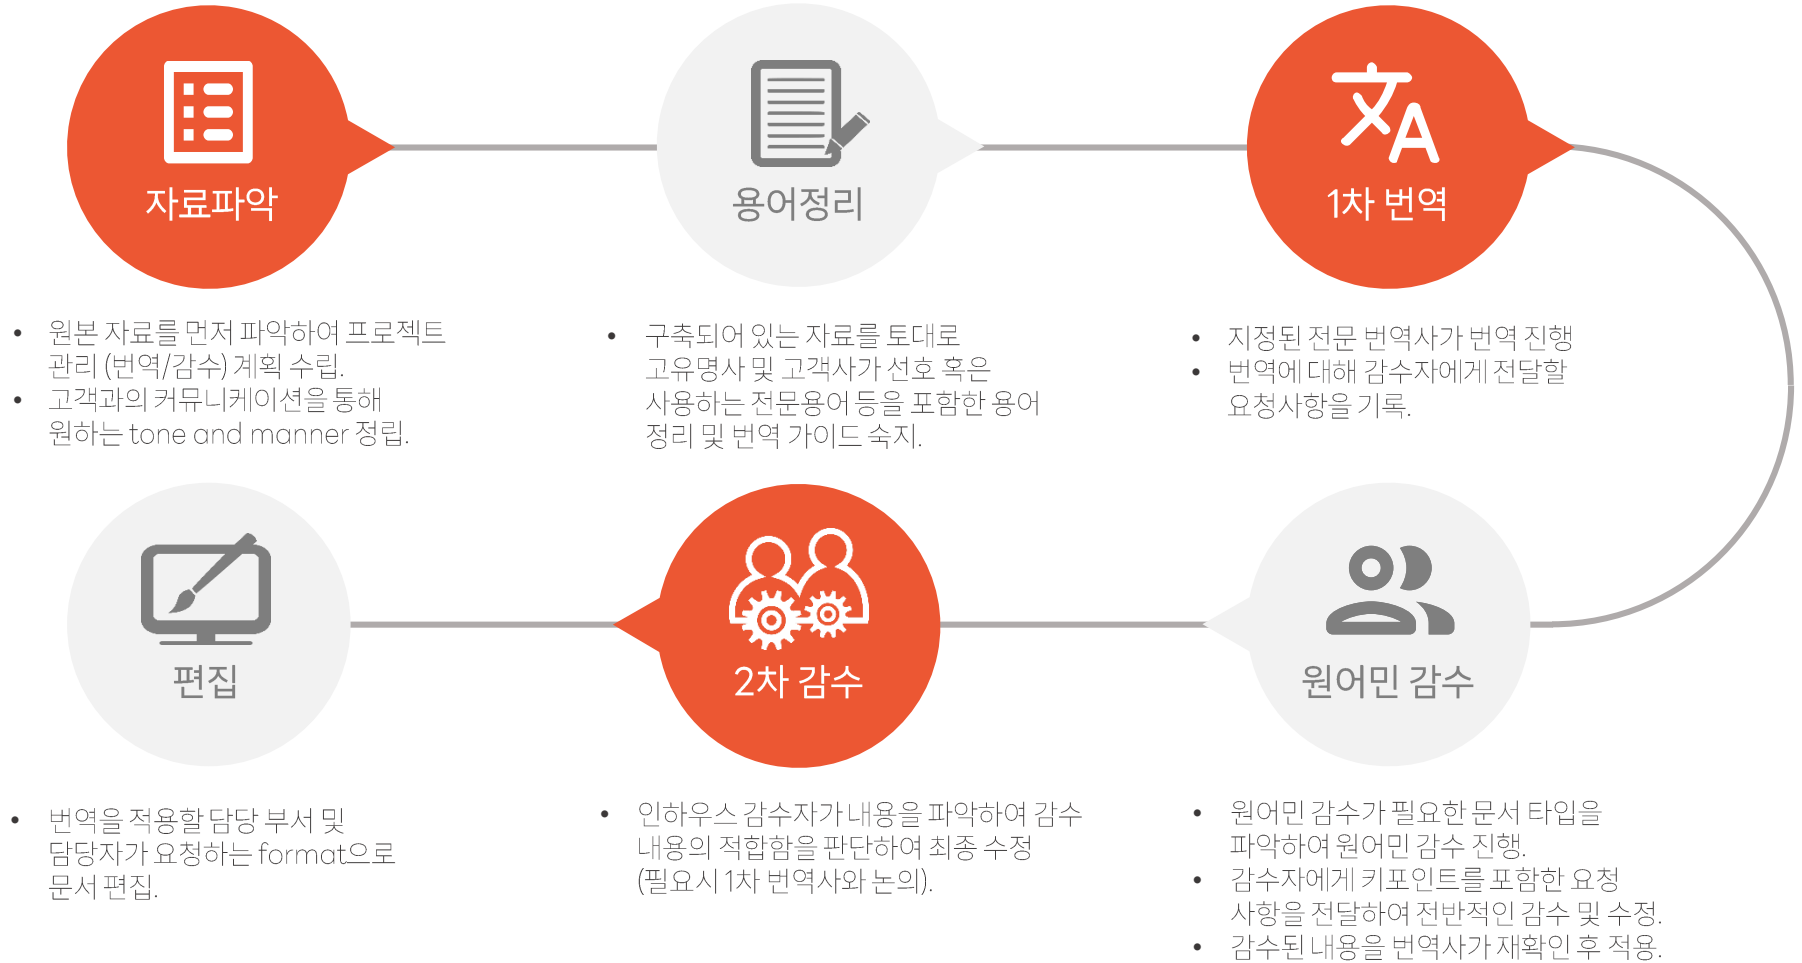 자료파악
• 원본 자료를 먼저 파악하여 프로젝트
관리 (번역/감수) 계획 수립.
• 고객과의 커뮤니케이션을 통해
원하는 tone and manner 정립.
용어정리
• 구축되어 있는 자료를 토대로
고유명사 및 고객사가 선호 혹은
사용하는 전문용어 등을 포함한 용어
정리 및 번역 가이드 숙지.
1차 번역
• 지정된 전문 번역사가 번역 진행
• 번역에 대해 감수자에게 전달할
요청사항을 기록.
원어민 감수
• 원어민 감수가 필요한 문서 타입을
파악하여 원어민 감수 진행.
• 감수자에게 키포인트를 포함한 요청
사항을 전달하여 전반적인 감수 및 수정.
• 감수된 내용을 번역사가 재확인 후 적용.
2차 감수
• 인하우스 감수자가 내용을 파악하여 감수
내용의 적합함을 판단하여 최종 수정
(필요시 1차 번역사와 논의).
편집
• 번역을 적용할 담당 부서 및
담당자가 요청하는 format으로
문서 편집.